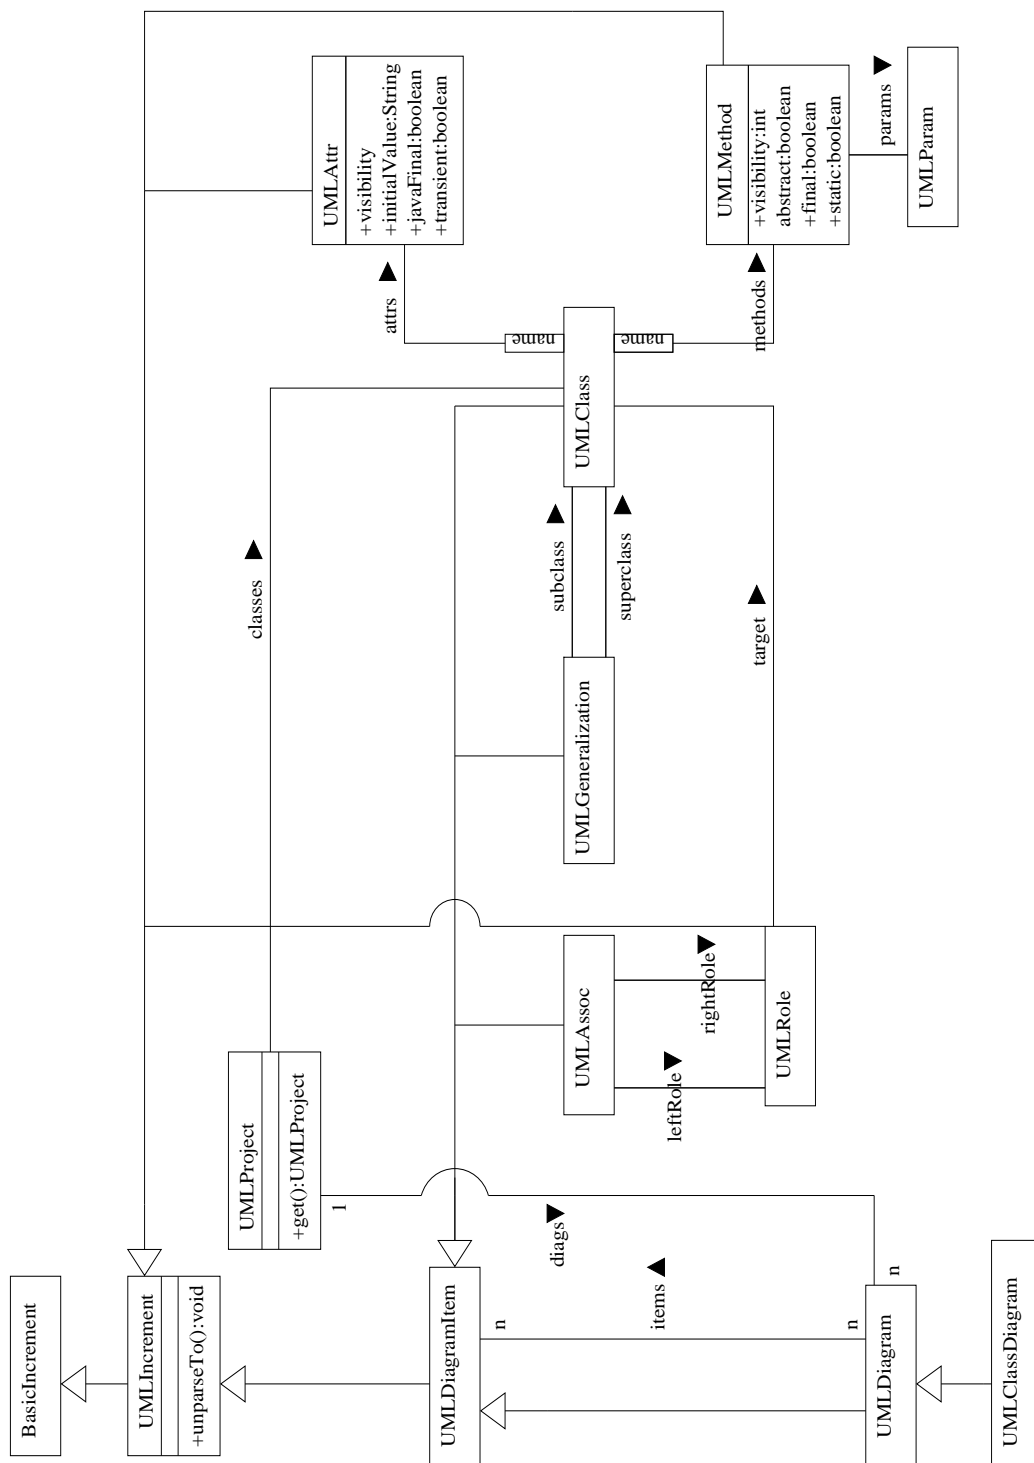 BasicIncrement
UMLIncrement
+unparseTo():void
UMLProject
+get():UMLProject
1
classes
UMLAttr
+visibility
+initialValue:String
+javaFinal:boolean
+transient:boolean
attrs
UMLDiagramItem
n
diags
items
n
UMLDiagram
n
UMLClassDiagram
UMLAssoc
leftRole
rightRole
UMLRole
UMLGeneralization
subclass
superclass
target
UMLClass
name
name
methods
UMLMethod
+visibility:int
abstract:boolean
+final:boolean
+static:boolean
params
UMLParam